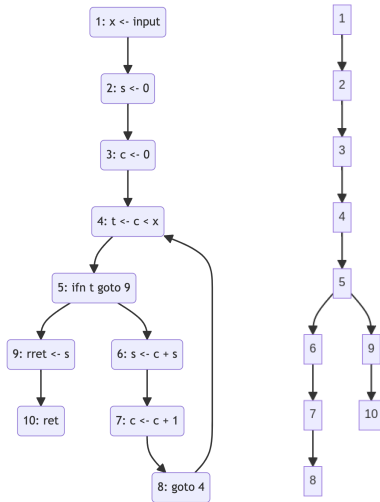 1: x <- input
2: s <- 0
3: c <- 0
4: t <- c < x
5: ifn t goto 9
9: rret <- s
6: s <- c + s
10: ret
7: c <- c + 1
8: goto 4
1
2
3
4
5
6
9
7
10
8